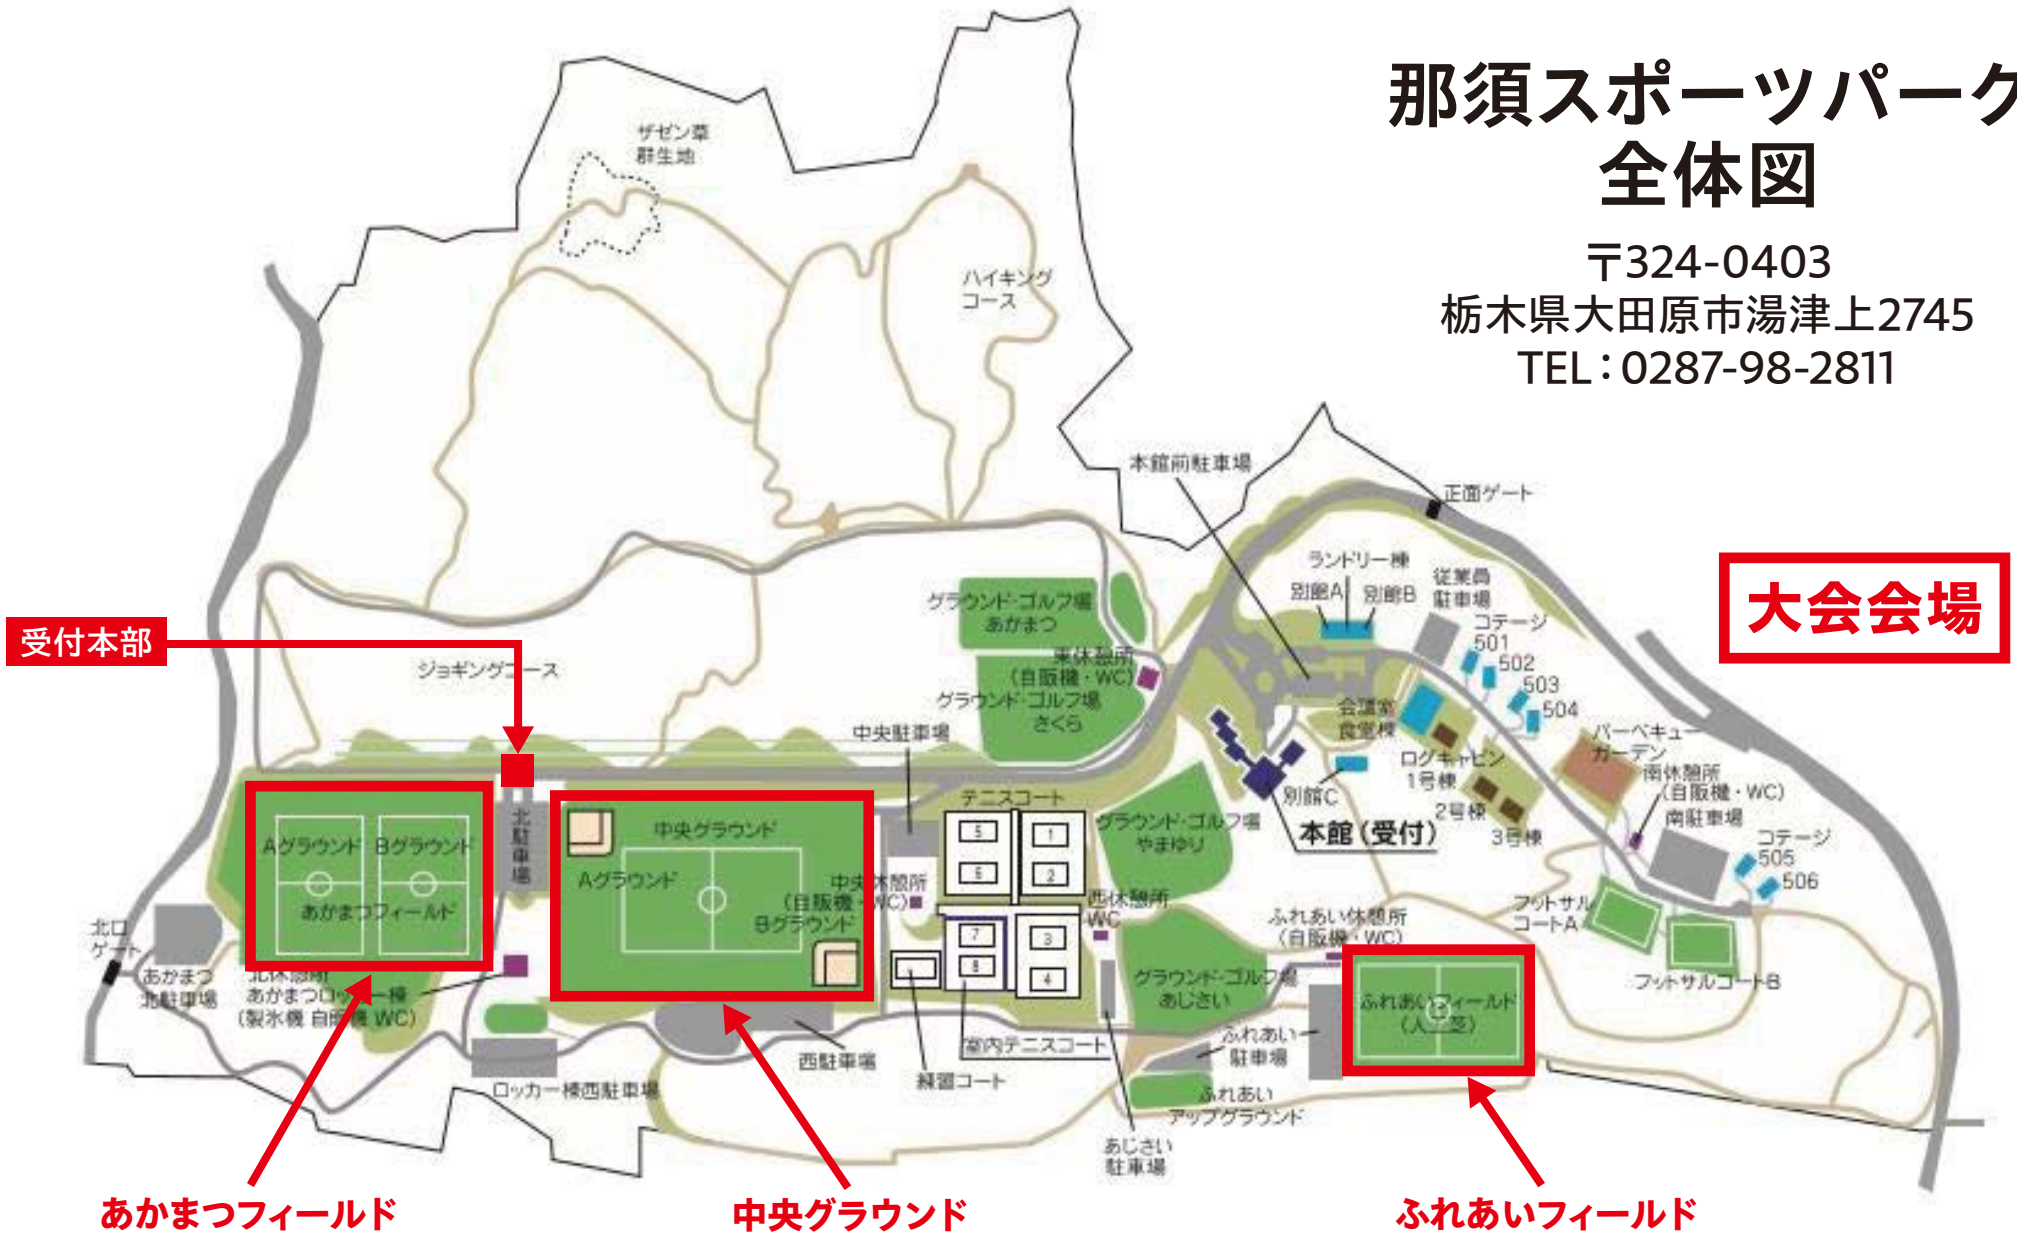 那須スポーツパーク
全体図
〒324-0403
栃木県大田原市湯津上2745
TEL：0287-98-2811
ザゼン草
群生地
ハイキング
コース
本館前駐車場
正面ゲート
大会会場
ランドリー棟
別館A
別館B
従業員
駐車場
コテージ
501
502
503
504
グラウンド・ゴルフ場
あかまつ
受付本部
ジョギングコース
東休憩所
(自販機・WC)
グラウンド・ゴルフ場
さくら
中央駐車場
会議室
食堂棟
ログキャビン
1号棟
2号棟
3号棟
バーベキュー
ガーデン
南休憩所
(自販機・WC)
南駐車場
コテージ
505
506
別館C
本館(受付)
テニスコート
5
1
6
2
7
3
8
4
グラウンド・ゴルフ場
やまゆり
北駐車場
中央グラウンド
Aグラウンド
Bグラウンド
中央休憩所
(自販機・WC)
Aグラウンド
Bグラウンド
あかまつフィールド
西休憩所
WC
ふれあい休憩所
(自販機・WC)
フットサル
コートA
フットサルコートB
北口
ゲート
あかまつ
北駐車場
北休憩所
あかまつロッカー棟
(製氷機 自販機 WC)
グラウンド・ゴルフ場
あじさい
ふれあいフィールド
(人工芝)
ふれあい
駐車場
西駐車場
室内テニスコート
練習コート
ロッカー棟西駐車場
ふれあい
アップグラウンド
あじさい
駐車場
あかまつフィールド
中央グラウンド
ふれあいフィールド